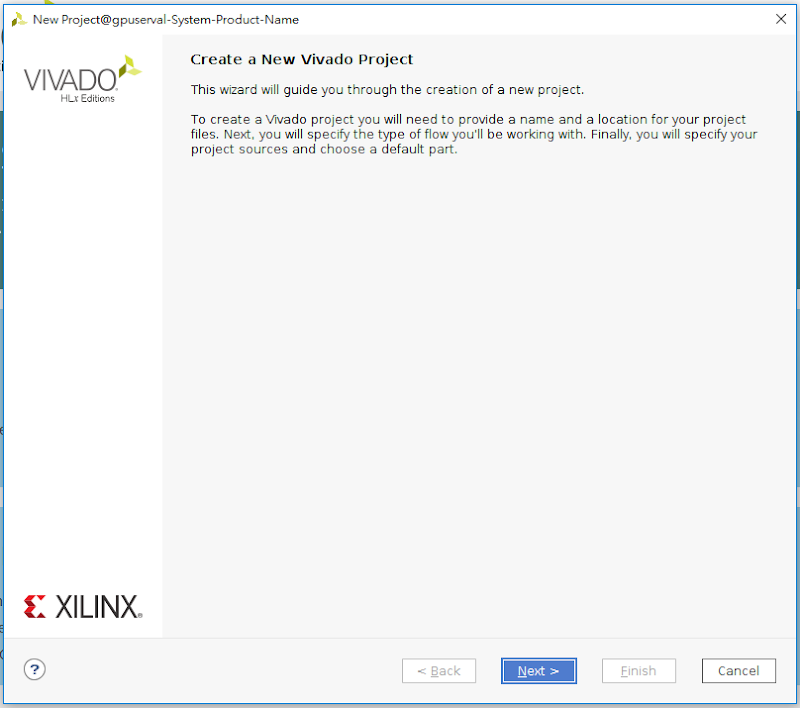 New Project@gpuserval-System-Product-Name
VIVADO
HLx Editions
Create a New Vivado Project
This wizard will guide you through the creation of a new project.
To create a Vivado project you will need to provide a name and a location for your project
files. Next, you will specify the type of flow you'll be working with. Finally, you will specify your
project sources and choose a default part.
XILINX®
?
< Back
Next >
Finish
Cancel